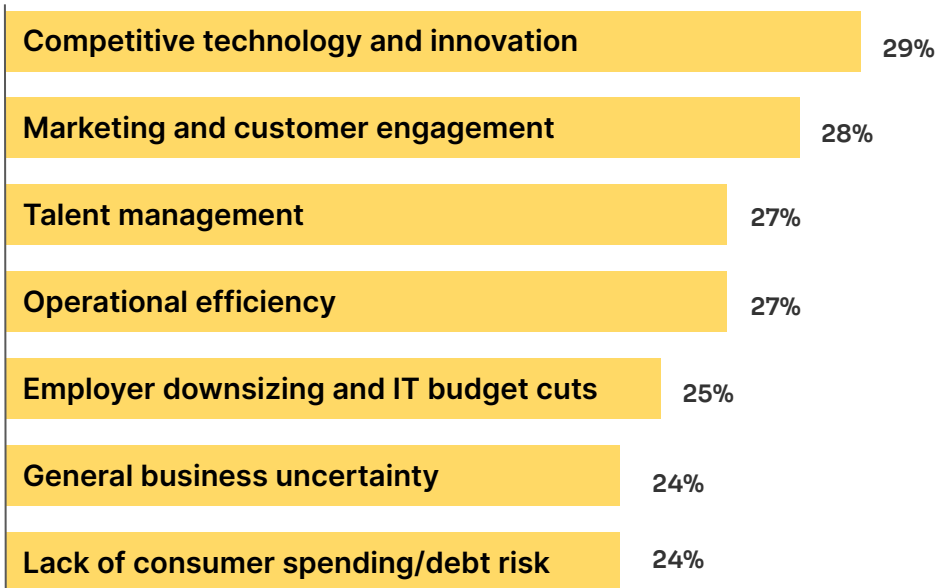 Competitive technology and innovation 29%
Marketing and customer engagement 28%
Talent management 27%
Operational efficiency 27%
Employer downsizing and IT budget cuts 25%
General business uncertainty 24%
Lack of consumer spending/debt risk 24%